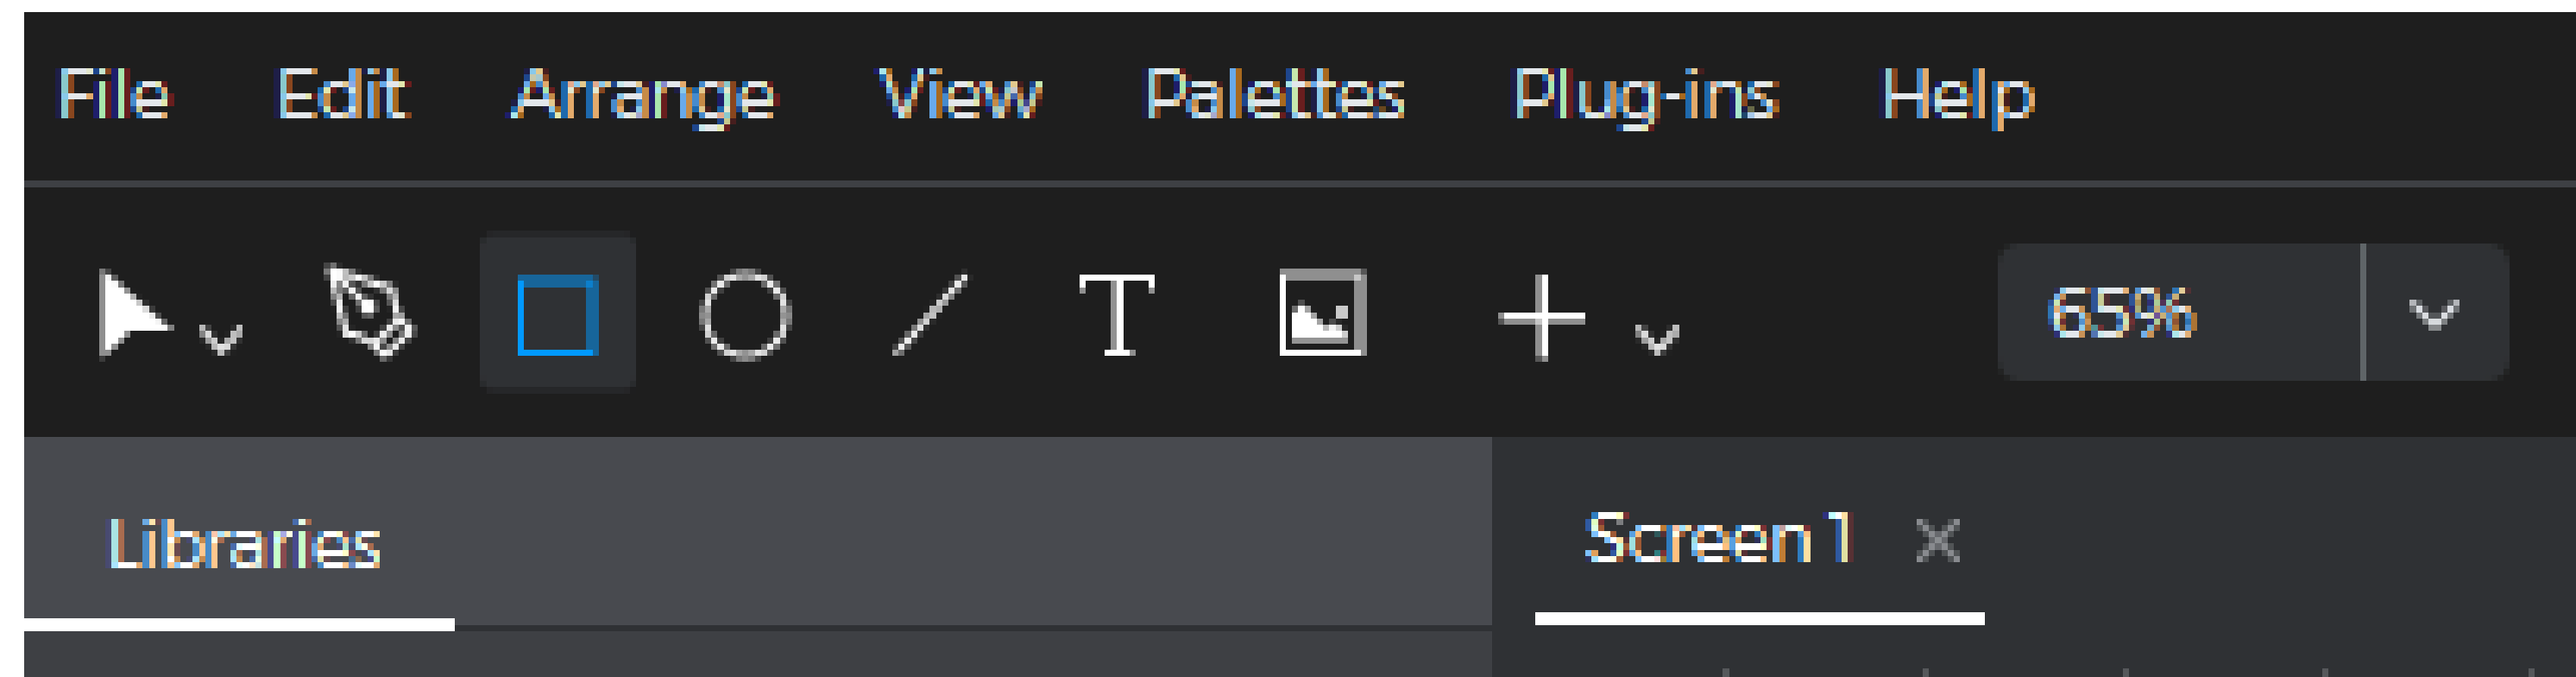 File Edit Arrange View Palettes Plug-ins Help
65%
Libraries
Screen 1